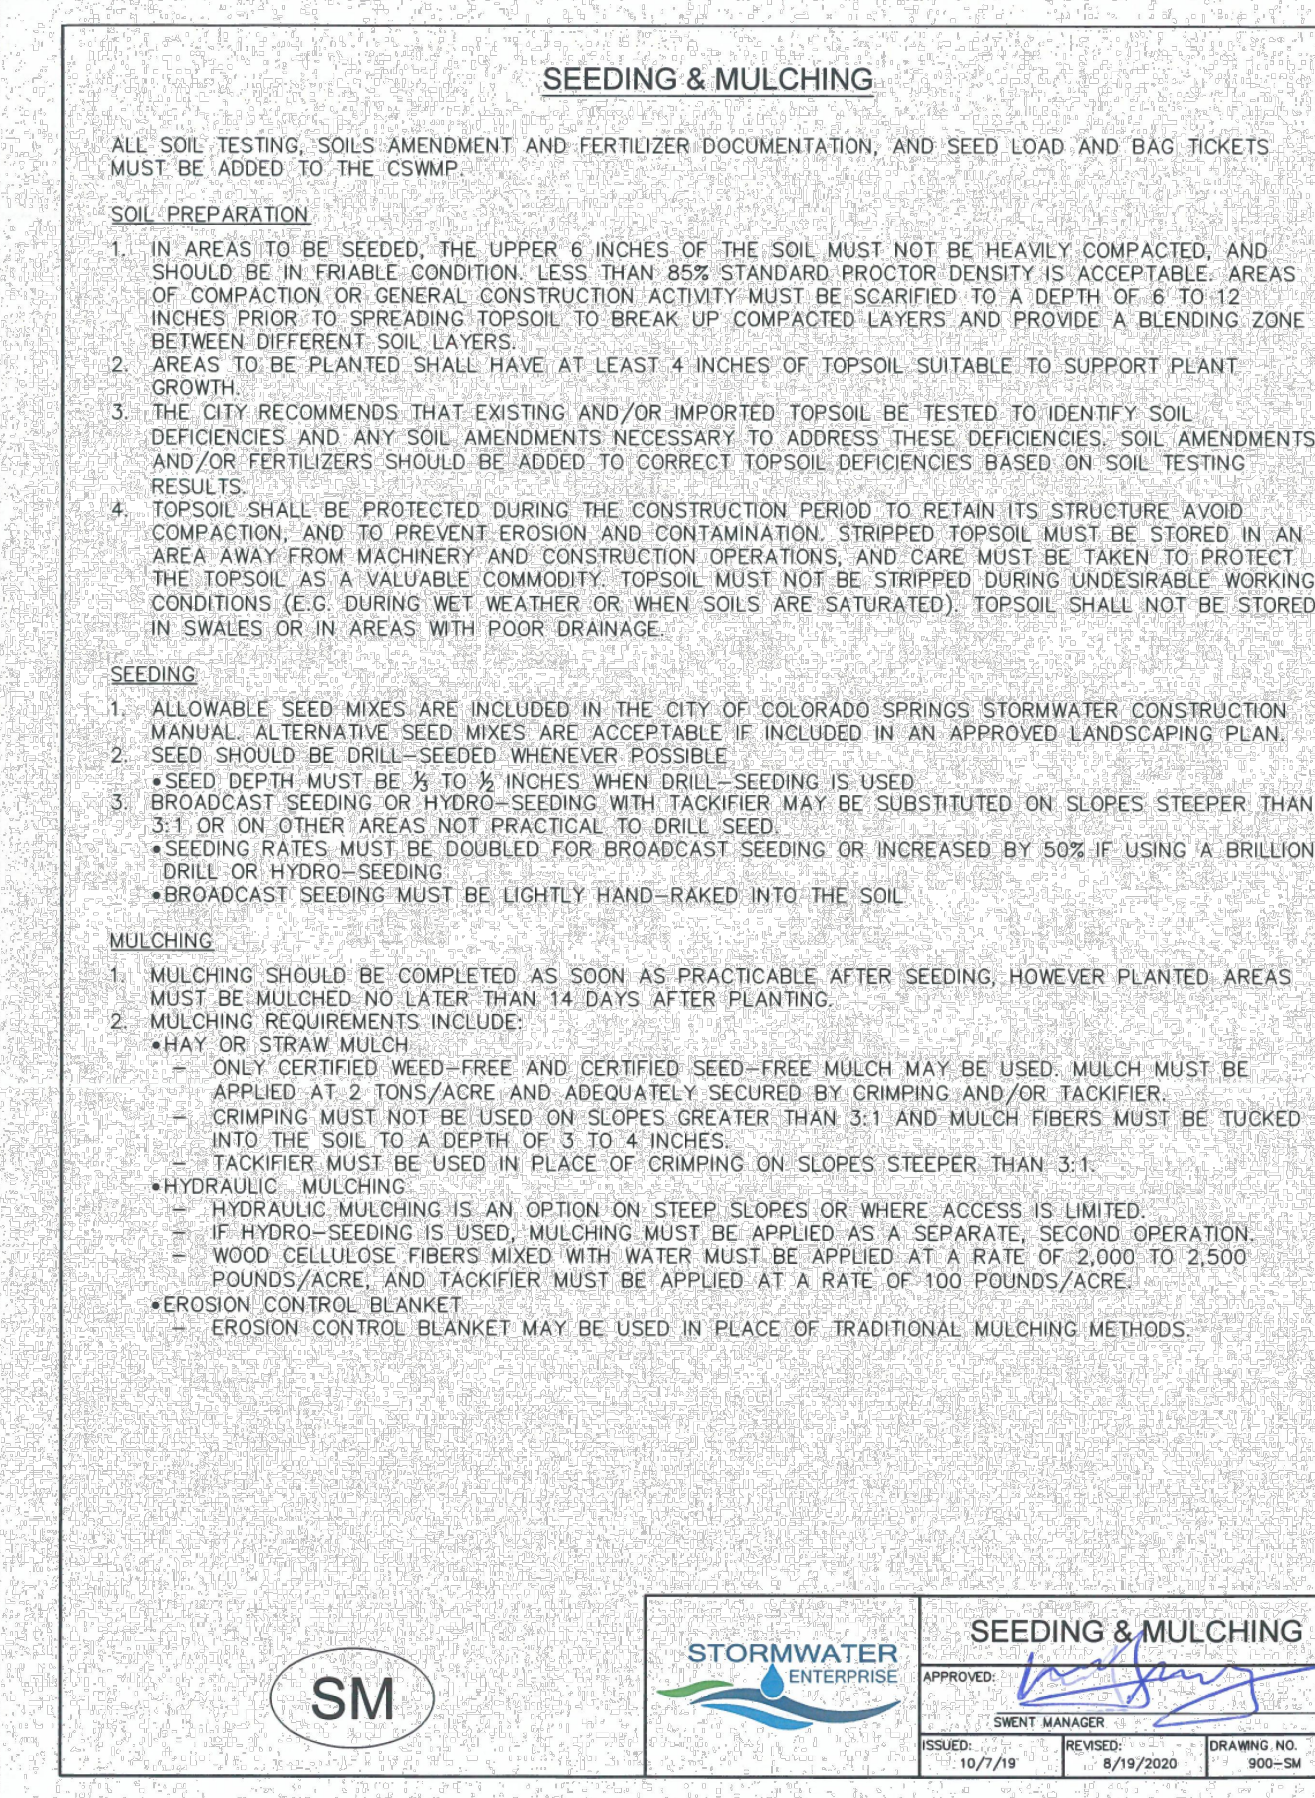 SEEDING & MULCHING
ALL SOIL TESTING, SOILS AMENDMENT AND FERTILIZER DOCUMENTATION, AND SEED LOAD AND BAG TICKETS
MUST BE ADDED TO THE CSWMP.
SOIL PREPARATION
1. IN AREAS TO BE SEEDED, THE UPPER 6 INCHES OF THE SOIL MUST NOT BE HEAVILY COMPACTED, AND
SHOULD BE IN FRIABLE CONDITION. LESS THAN 85% STANDARD PROCTOR DENSITY IS ACCEPTABLE. AREAS
OF COMPACTION OR GENERAL CONSTRUCTION ACTIVITY MUST BE SCARIFIED TO A DEPTH OF 6 TO 12
INCHES PRIOR TO SPREADING TOPSOIL TO BREAK UP COMPACTED LAYERS AND PROVIDE A BLENDING ZONE
BETWEEN DIFFERENT SOIL LAYERS.
2. AREAS TO BE PLANTED SHALL HAVE AT LEAST 4 INCHES OF TOPSOIL SUITABLE TO SUPPORT PLANT
GROWTH.
3. THE CITY RECOMMENDS THAT EXISTING AND/OR IMPORTED TOPSOIL BE TESTED TO IDENTIFY SOIL
DEFICIENCIES AND ANY SOIL AMENDMENTS NECESSARY TO ADDRESS THESE DEFICIENCIES. SOIL AMENDMENTS
AND/OR FERTILIZERS SHOULD BE ADDED TO CORRECT TOPSOIL DEFICIENCIES BASED ON SOIL TESTING
RESULTS.
4. TOPSOIL SHALL BE PROTECTED DURING THE CONSTRUCTION PERIOD TO RETAIN ITS STRUCTURE AVOID
COMPACTION, AND TO PREVENT EROSION AND CONTAMINATION. STRIPPED TOPSOIL MUST BE STORED IN AN
AREA AWAY FROM MACHINERY AND CONSTRUCTION OPERATIONS, AND CARE MUST BE TAKEN TO PROTECT
THE TOPSOIL AS A VALUABLE COMMODITY. TOPSOIL MUST NOT BE STRIPPED DURING UNDESIRABLE WORKING
CONDITIONS (E.G. DURING WET WEATHER OR WHEN SOILS ARE SATURATED). TOPSOIL SHALL NOT BE STORED
IN SWALES OR IN AREAS WITH POOR DRAINAGE.
SEEDING
1. ALLOWABLE SEED MIXES ARE INCLUDED IN THE CITY OF COLORADO SPRINGS STORMWATER CONSTRUCTION
MANUAL. ALTERNATIVE SEED MIXES ARE ACCEPTABLE IF INCLUDED IN AN APPROVED LANDSCAPING PLAN.
2. SEED SHOULD BE DRILL-SEEDED WHENEVER POSSIBLE
•SEED DEPTH MUST BE ⅓ TO ½ INCHES WHEN DRILL-SEEDING IS USED
3. BROADCAST SEEDING OR HYDRO-SEEDING WITH TACKIFIER MAY BE SUBSTITUTED ON SLOPES STEEPER THAN
3:1 OR ON OTHER AREAS NOT PRACTICAL TO DRILL SEED.
•SEEDING RATES MUST BE DOUBLED FOR BROADCAST SEEDING OR INCREASED BY 50% IF USING A BRILLION
DRILL OR HYDRO-SEEDING
•BROADCAST SEEDING MUST BE LIGHTLY HAND-RAKED INTO THE SOIL
MULCHING
1. MULCHING SHOULD BE COMPLETED AS SOON AS PRACTICABLE AFTER SEEDING, HOWEVER PLANTED AREAS
MUST BE MULCHED NO LATER THAN 14 DAYS AFTER PLANTING.
2. MULCHING REQUIREMENTS INCLUDE:
•HAY OR STRAW MULCH
– ONLY CERTIFIED WEED-FREE AND CERTIFIED SEED-FREE MULCH MAY BE USED. MULCH MUST BE
APPLIED AT 2 TONS/ACRE AND ADEQUATELY SECURED BY CRIMPING AND/OR TACKIFIER.
– CRIMPING MUST NOT BE USED ON SLOPES GREATER THAN 3:1 AND MULCH FIBERS MUST BE TUCKED
INTO THE SOIL TO A DEPTH OF 3 TO 4 INCHES.
– TACKIFIER MUST BE USED IN PLACE OF CRIMPING ON SLOPES STEEPER THAN 3:1.
•HYDRAULIC MULCHING
– HYDRAULIC MULCHING IS AN OPTION ON STEEP SLOPES OR WHERE ACCESS IS LIMITED.
– IF HYDRO-SEEDING IS USED, MULCHING MUST BE APPLIED AS A SEPARATE, SECOND OPERATION.
– WOOD CELLULOSE FIBERS MIXED WITH WATER MUST BE APPLIED AT A RATE OF 2,000 TO 2,500
POUNDS/ACRE, AND TACKIFIER MUST BE APPLIED AT A RATE OF 100 POUNDS/ACRE.
•EROSION CONTROL BLANKET
– EROSION CONTROL BLANKET MAY BE USED IN PLACE OF TRADITIONAL MULCHING METHODS.
SM
STORMWATER
ENTERPRISE
SEEDING & MULCHING
APPROVED:
SWENT MANAGER
ISSUED:
10/7/19
REVISED:
8/19/2020
DRAWING NO.
900-SM